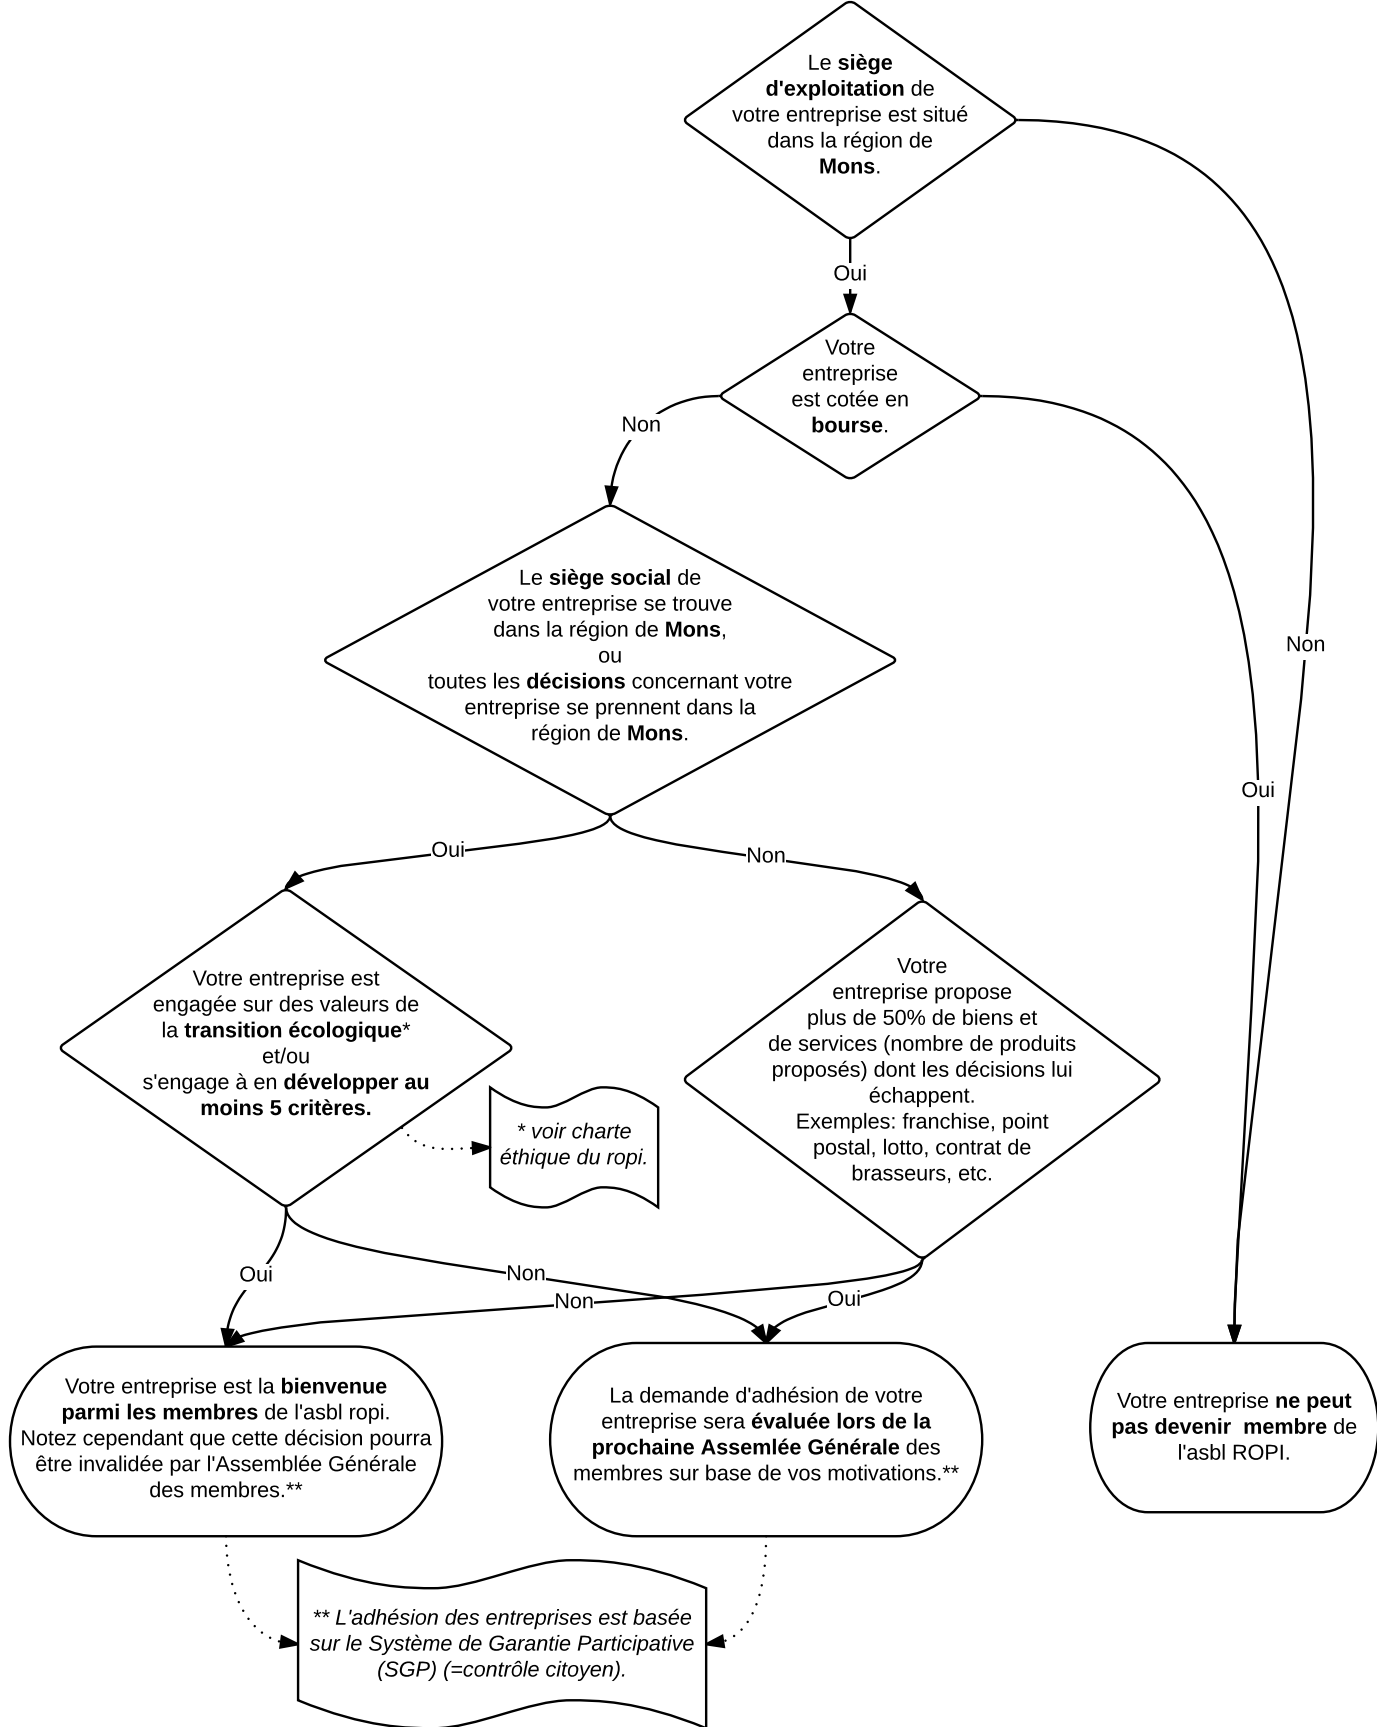 Le siège
d'exploitation de
votre entreprise est situé
dans la région de
Mons.
Oui
Non
Votre
entreprise
est cotée en
bourse.
Non
Oui
Le siège social de
votre entreprise se trouve
dans la région de Mons,
ou
toutes les décisions concernant votre
entreprise se prennent dans la
région de Mons.
Oui
Non
Votre entreprise est
engagée sur des valeurs de
la transition écologique*
et/ou
s'engage à en développer au
moins 5 critères.
* voir charte
éthique du ropi.
Votre
entreprise propose
plus de 50% de biens et
de services (nombre de produits
proposés) dont les décisions lui
échappent.
Exemples: franchise, point
postal, lotto, contrat de
brasseurs, etc.
Oui
Non
Non
Oui
Votre entreprise est la bienvenue
parmi les membres de l'asbl ropi.
Notez cependant que cette décision pourra
être invalidée par l'Assemblée Générale
des membres.**
La demande d'adhésion de votre
entreprise sera évaluée lors de la
prochaine Assemlée Générale des
membres sur base de vos motivations.**
Votre entreprise ne peut
pas devenir  membre de
l'asbl ROPI.
** L'adhésion des entreprises est basée
sur le Système de Garantie Participative
(SGP) (=contrôle citoyen).